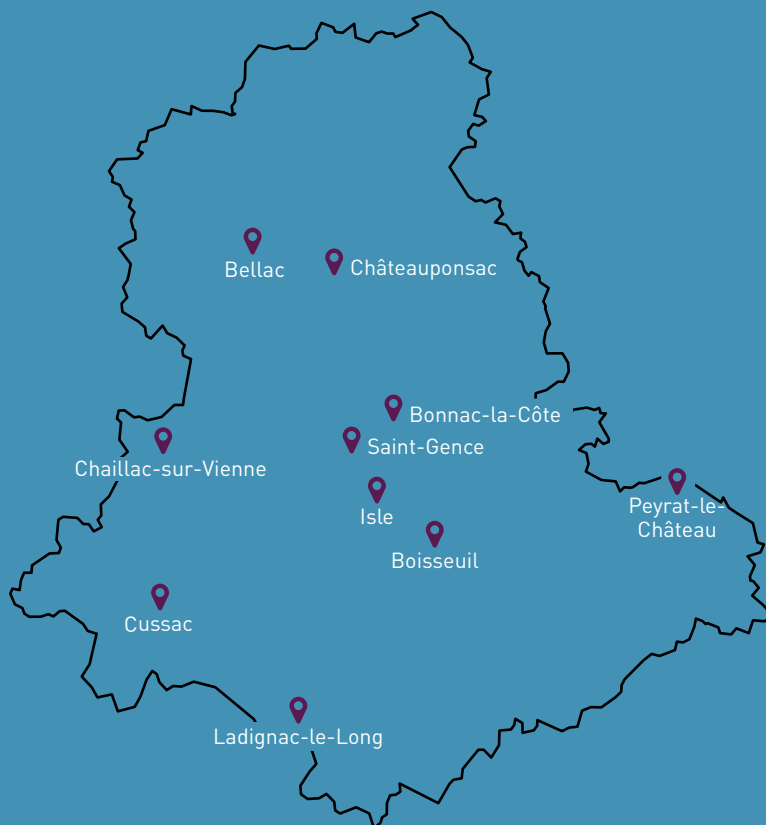 Bellac
Châteauponsac
Bonnac-la-Côte
Saint-Gence
Chaillac-sur-Vienne
Isle
Peyrat-le-
Château
Boisseuil
Cussac
Ladignac-le-Long